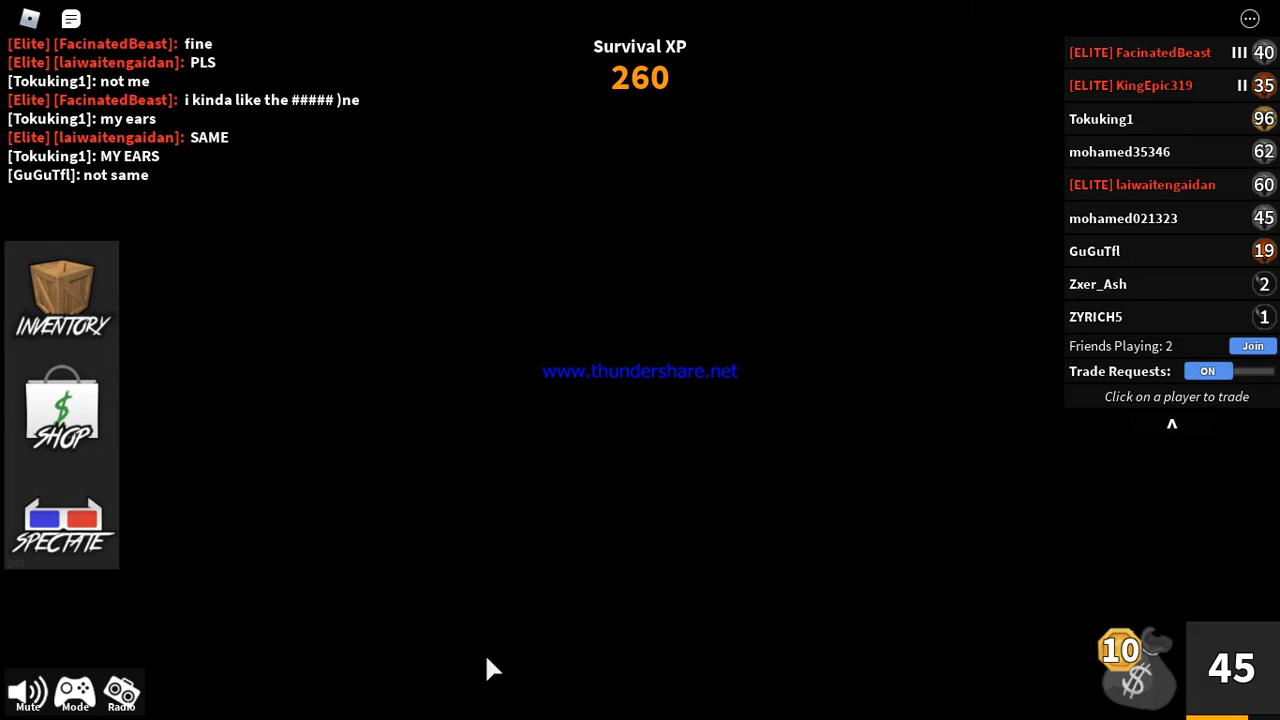 [Elite] [FacinatedBeast]: fine
[Elite] [laiwaitengaidan]: PLS
[Tokuking1]: not me
[Elite] [FacinatedBeast]: i kinda like the ##### )ne
[Tokuking1]: my ears
[Elite] [laiwaitengaidan]: SAME
[Tokuking1]: MY EARS
[GuGuTfl]: not same
Survival XP
260
[ELITE] FacinatedBeast III 40
[ELITE] KingEpic319 II 35
Tokuking1 96
mohamed35346 62
[ELITE] laiwaitengaidan 60
mohamed021323 45
GuGuTfl 19
Zxer_Ash 2
ZYRICH5 1
Friends Playing: 2 Join
Trade Requests: ON
Click on a player to trade
INVENTORY
$
SHOP
SPECTATE
240
www.thundershare.net
Mute Mode Radio
10
$
45